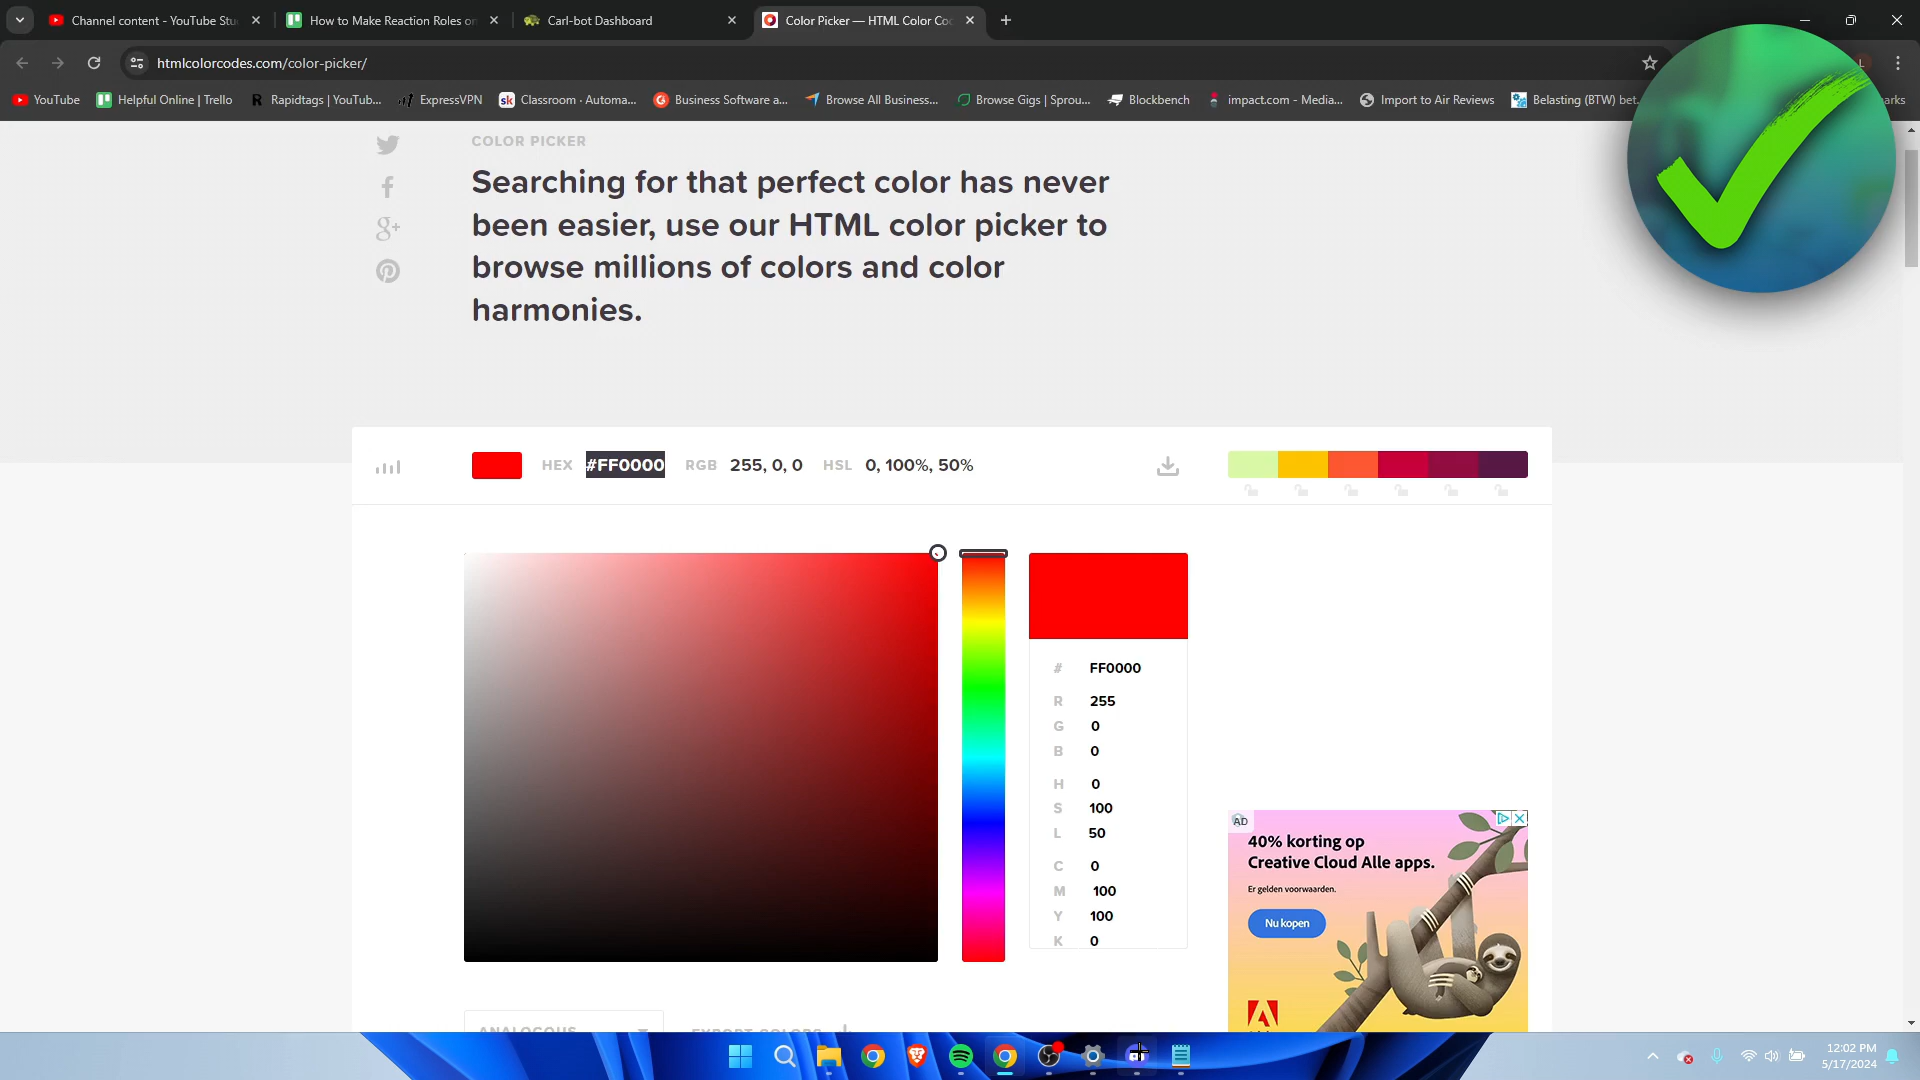 Channel content - YouTube Stu
How to Make Reaction Roles on
Carl-bot Dashboard
Color Picker — HTML Color Co
htmlcolorcodes.com/color-picker/
YouTube
Helpful Online | Trello
Rapidtags | YouTub...
ExpressVPN
Classroom - Automa...
Business Software a...
Browse All Business...
Browse Gigs | Sprou...
Blockbench
impact.com - Media...
Import to Air Reviews
Belasting (BTW) bet
arks
COLOR PICKER
Searching for that perfect color has never
been easier, use our HTML color picker to
browse millions of colors and color
harmonies.
HEX #FF0000 RGB 255, 0, 0 HSL 0, 100%, 50%
# FF0000
R 255
G 0
B 0
H 0
S 100
L 50
C 0
M 100
Y 100
K 0
AD
40% korting op
Creative Cloud Alle apps.
Er gelden voorwaarden.
Nu kopen
ANALOGOUS
EXPORT COLORS
12:02 PM
5/17/2024